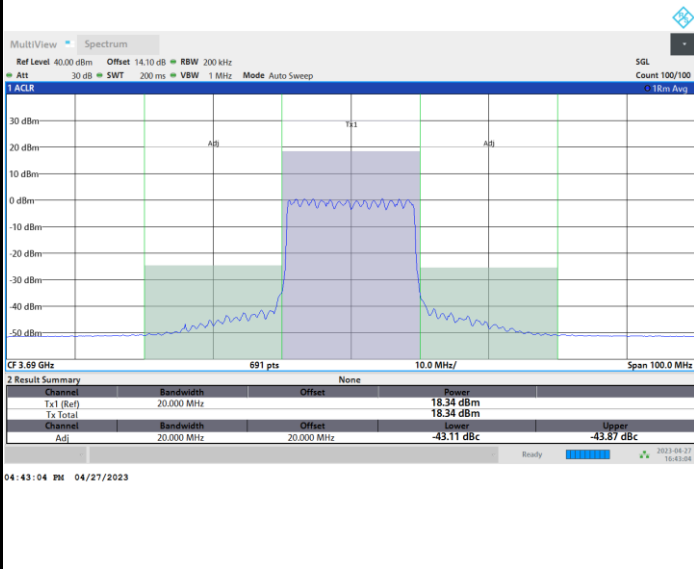 MultiView Spectrum
Ref Level 40.00 dBm Offset 14.10 dB RBW 200 kHz SGL
Att 30 dB SWT 200 ms VBW 1 MHz Mode Auto Sweep Count 100/100
1 ACLR 1Rm Avg
30 dBm
Tx1
20 dBm
Adj Adj
10 dBm
0 dBm
-10 dBm
-20 dBm
-30 dBm
-40 dBm
-50 dBm
CF 3.69 GHz 691 pts 10.0 MHz/ Span 100.0 MHz
2 Result Summary None
Channel Bandwidth Offset Power
Tx1 (Ref) 20.000 MHz 18.34 dBm
Tx Total 18.34 dBm
Channel Bandwidth Offset Lower Upper
Adj 20.000 MHz 20.000 MHz -43.11 dBc -43.87 dBc
Ready 2023-04-27
16:43:04
04:43:04 PM 04/27/2023